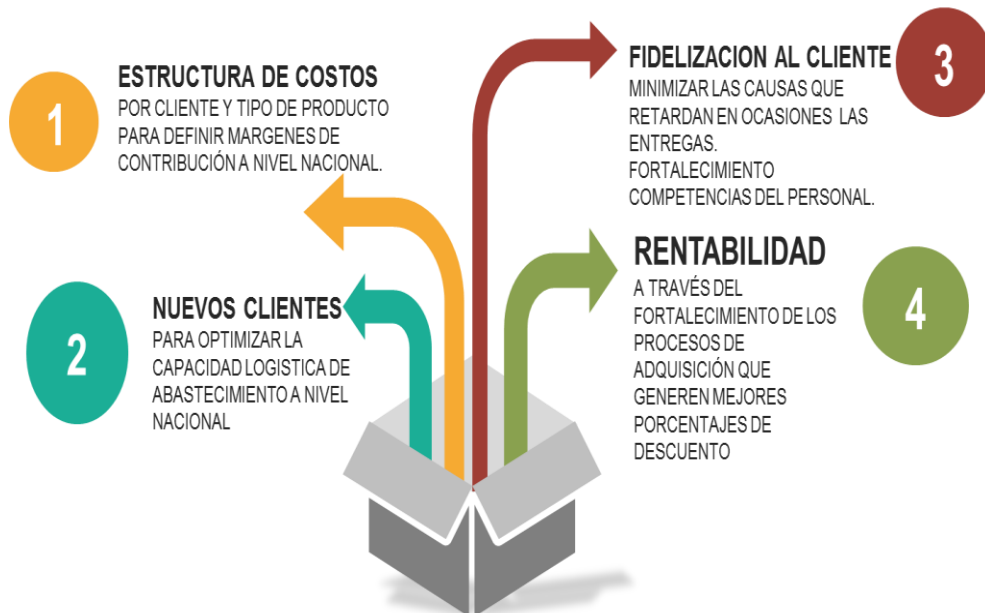 1
ESTRUCTURA DE COSTOS
POR CLIENTE Y TIPO DE PRODUCTO
PARA DEFINIR MARGENES DE
CONTRIBUCIÓN A NIVEL NACIONAL.
2
NUEVOS CLIENTES
PARA OPTIMIZAR LA
CAPACIDAD LOGISTICA DE
ABASTECIMIENTO A NIVEL
NACIONAL
3
FIDELIZACION AL CLIENTE
MINIMIZAR LAS CAUSAS QUE
RETARDAN EN OCASIONES LAS
ENTREGAS.
FORTALECIMIENTO
COMPETENCIAS DEL PERSONAL.
4
RENTABILIDAD
A TRAVÉS DEL
FORTALECIMIENTO DE LOS
PROCESOS DE
ADQUISICIÓN QUE
GENEREN MEJORES
PORCENTAJES DE
DESCUENTO